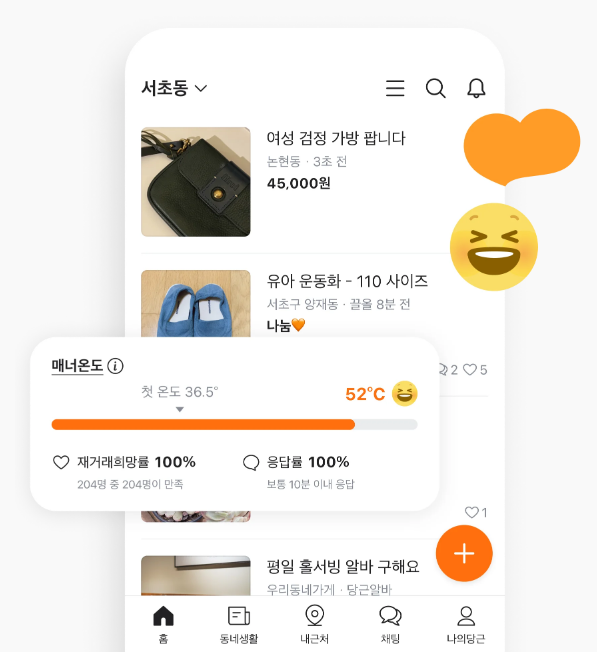 서초동
여성 검정 가방 팝니다
논현동 · 3초 전
45,000원
유아 운동화 - 110 사이즈
서초구 양재동 · 끌올 8분 전
나눔🧡
2 5
매너온도
첫 온도 36.5°
52°C
재거래희망률 100%
204명 중 204명이 만족
응답률 100%
보통 10분 이내 응답
1
평일 홀서빙 알바 구해요
우리동네가게 · 당근알바
홈 동네생활 내근처 채팅 나의당근